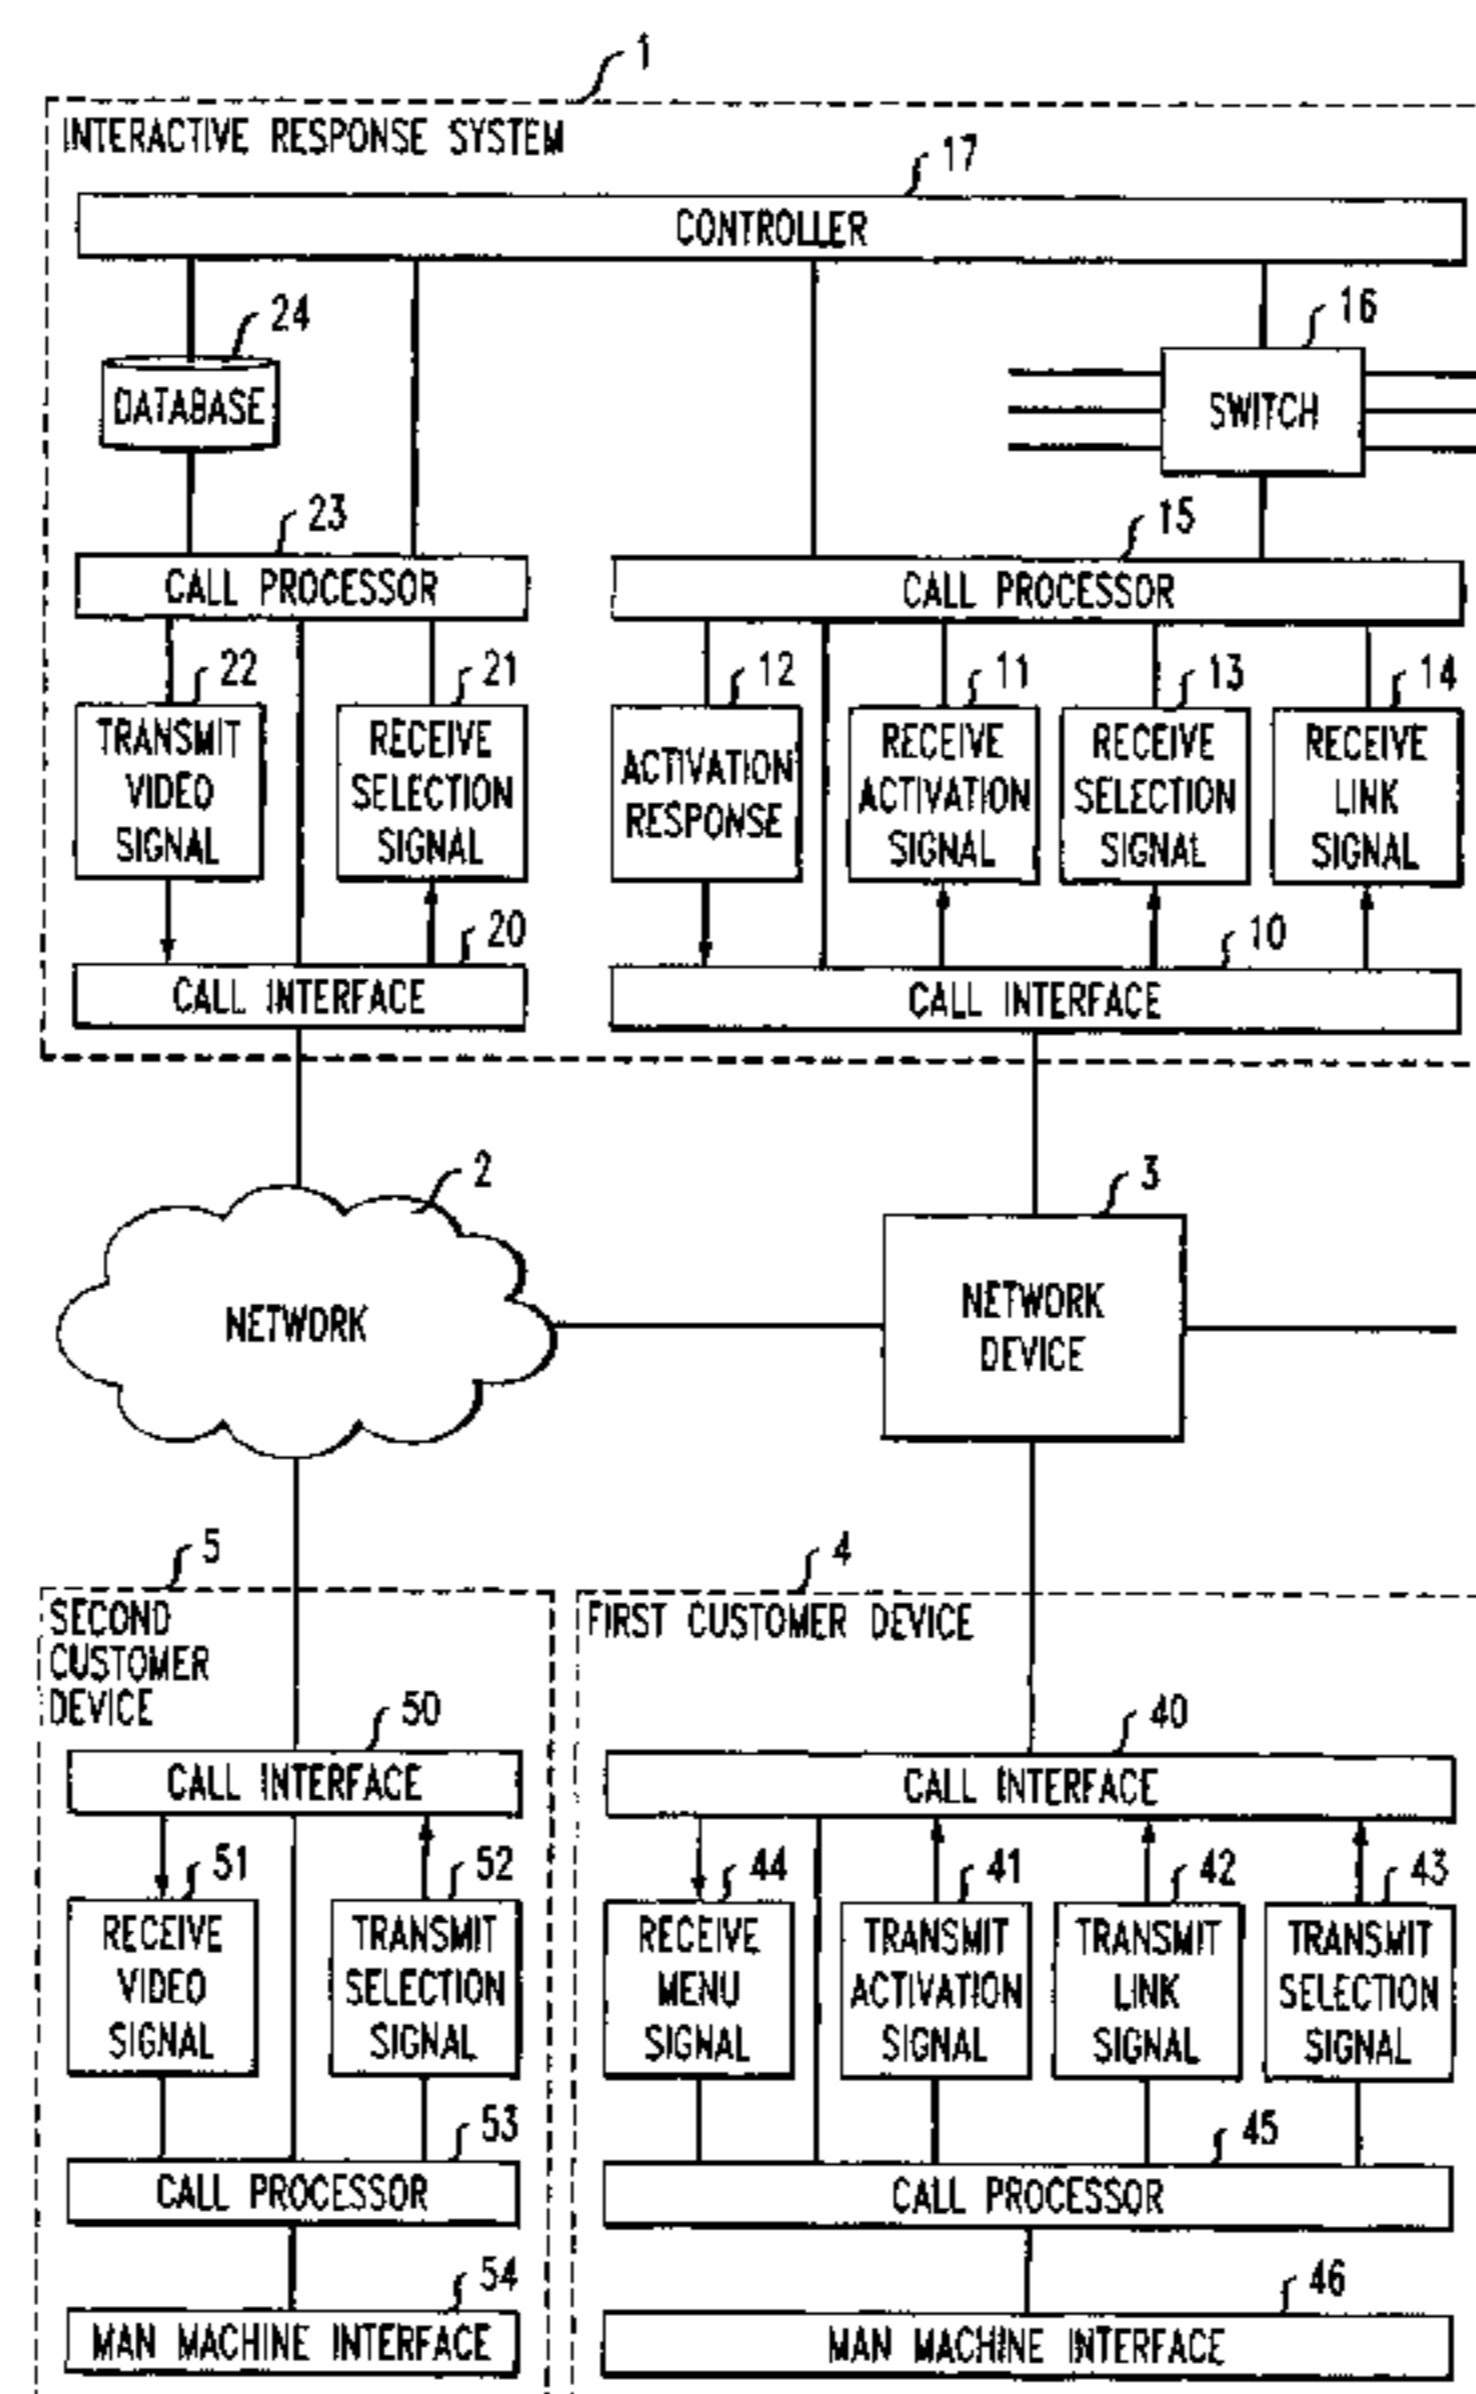 1
INTERACTIVE RESPONSE SYSTEM
17
CONTROLLER
24
DATABASE
16
SWITCH
23
CALL PROCESSOR
15
CALL PROCESSOR
22
TRANSMIT
VIDEO
SIGNAL
21
RECEIVE
SELECTION
SIGNAL
12
ACTIVATION
RESPONSE
11
RECEIVE
ACTIVATION
SIGNAL
13
RECEIVE
SELECTION
SIGNAL
14
RECEIVE
LINK
SIGNAL
20
CALL INTERFACE
10
CALL INTERFACE
2
NETWORK
3
NETWORK
DEVICE
5
SECOND
CUSTOMER
DEVICE
4
FIRST CUSTOMER DEVICE
50
CALL INTERFACE
40
CALL INTERFACE
51
RECEIVE
VIDEO
SIGNAL
52
TRANSMIT
SELECTION
SIGNAL
44
RECEIVE
MENU
SIGNAL
41
TRANSMIT
ACTIVATION
SIGNAL
42
TRANSMIT
LINK
SIGNAL
43
TRANSMIT
SELECTION
SIGNAL
53
CALL PROCESSOR
45
CALL PROCESSOR
54
MAN MACHINE INTERFACE
46
MAN MACHINE INTERFACE